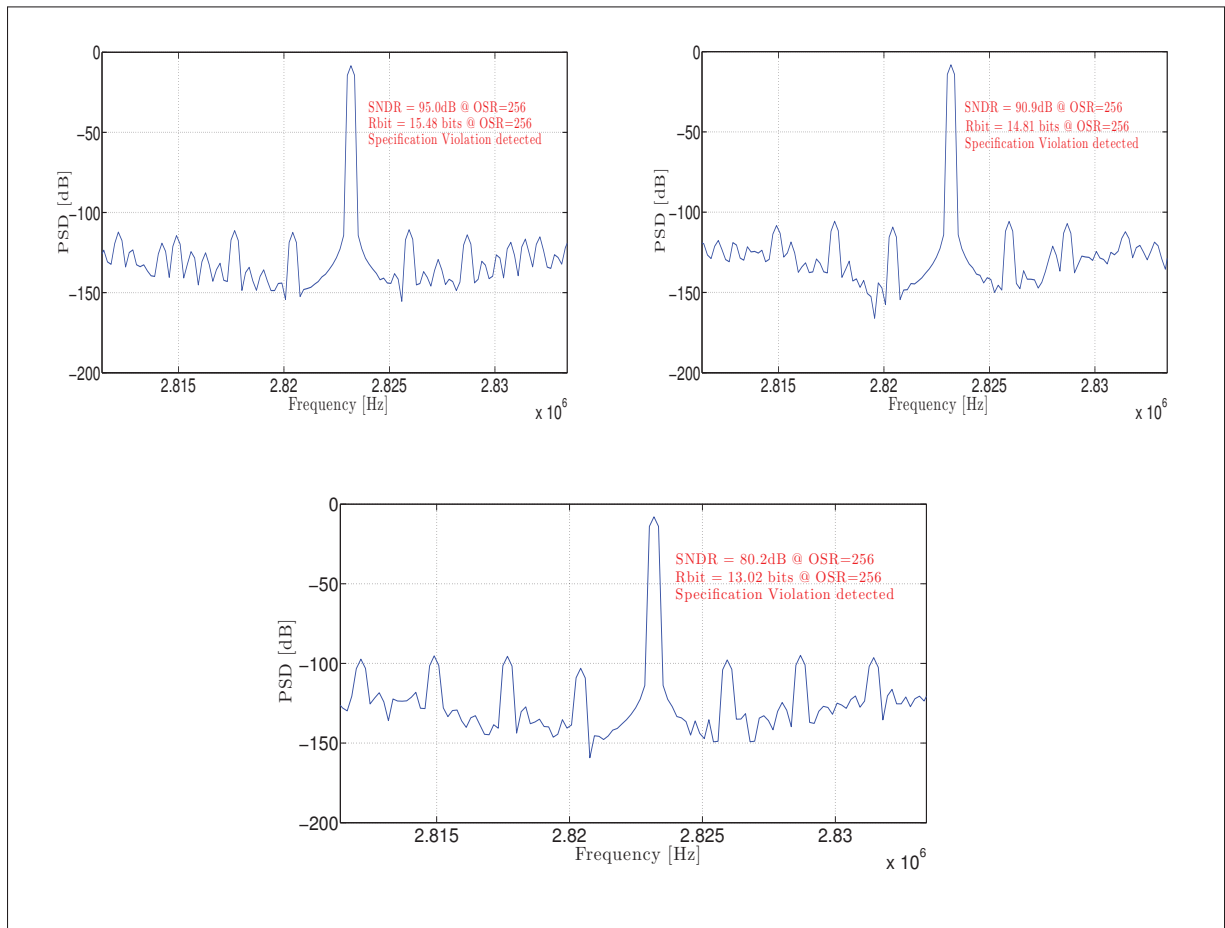 0
−50
−100
−150
−200
PSD [dB]
2.815
2.82
2.825
2.83
Frequency [Hz]
x 10^6
SNDR = 95.0dB @ OSR=256
Rbit = 15.48 bits @ OSR=256
Specification Violation detected
0
−50
−100
−150
−200
PSD [dB]
2.815
2.82
2.825
2.83
Frequency [Hz]
x 10^6
SNDR = 90.9dB @ OSR=256
Rbit = 14.81 bits @ OSR=256
Specification Violation detected
0
−50
−100
−150
−200
PSD [dB]
2.815
2.82
2.825
2.83
Frequency [Hz]
x 10^6
SNDR = 80.2dB @ OSR=256
Rbit = 13.02 bits @ OSR=256
Specification Violation detected